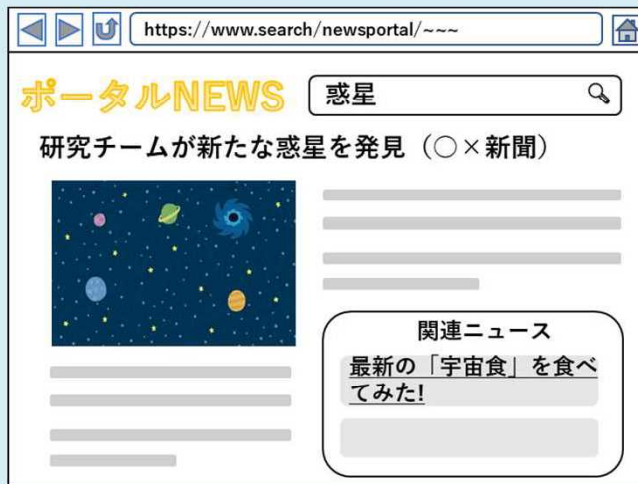 https://www.search/newsportal/~~~
ポータルNEWS
惑星
研究チームが新たな惑星を発見（○×新聞）
関連ニュース
最新の「宇宙食」を食べ
てみた!